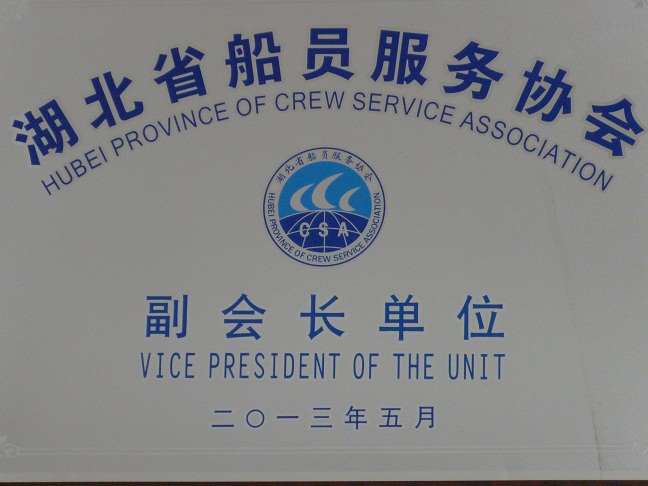 湖北省船员服务协会
HUBEI PROVINCE OF CREW SERVICE ASSOCIATION
湖北省船员服务协会
CSA
HUBEI PROVINCE OF CREW SERVICE ASSOCIATION
副会长单位
VICE PRESIDENT OF THE UNIT
二〇一三年五月